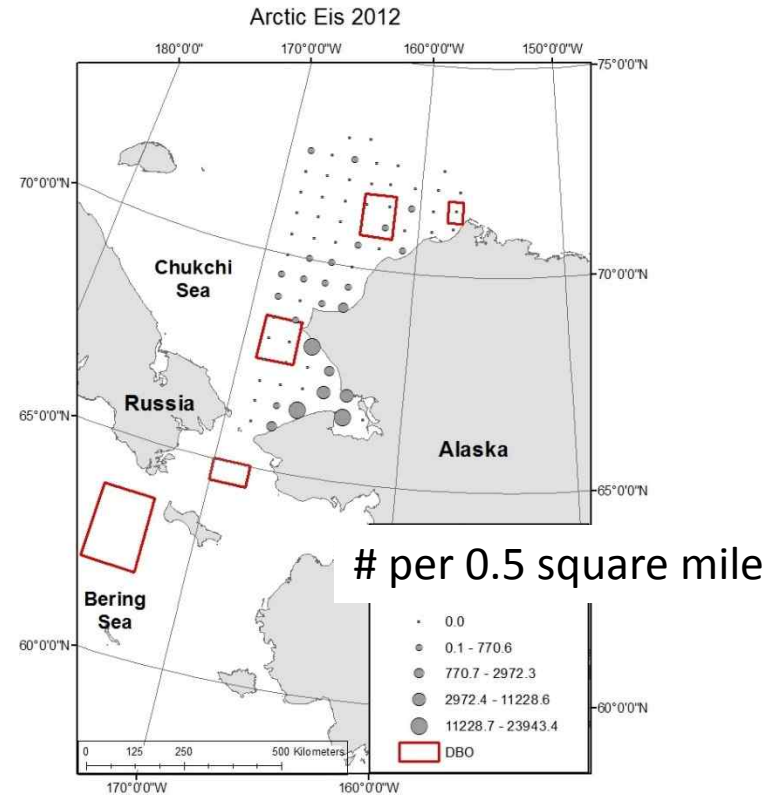 Arctic Eis 2012
180°0'0" 170°0'0"W 160°0'0"W 150°0'0"W
75°0'0"N
70°0'0"N
Chukchi
Sea
70°0'0"N
Russia
65°0'0"N
Alaska
65°0'0"N
# per 0.5 square mile
Bering
Sea
0.0
60°0'0"N
0.1 - 770.6
770.7 - 2972.3
2972.4 - 11228.6
60°0'0"N
11228.7 - 23943.4
DBO
0 125 250 500 Kilometers
170°0'0"W 160°0'0"W